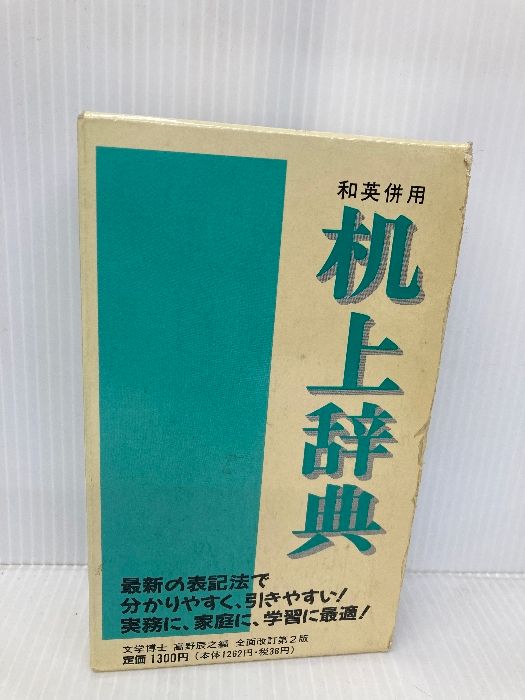 和英併用
机上辞典
最新の表記法で
分かりやすく、引きやすい!
実務に、家庭に、学習に最適!
文学博士 高野辰之編 全面改訂第2版
定価1300円(本体1262円・税38円)